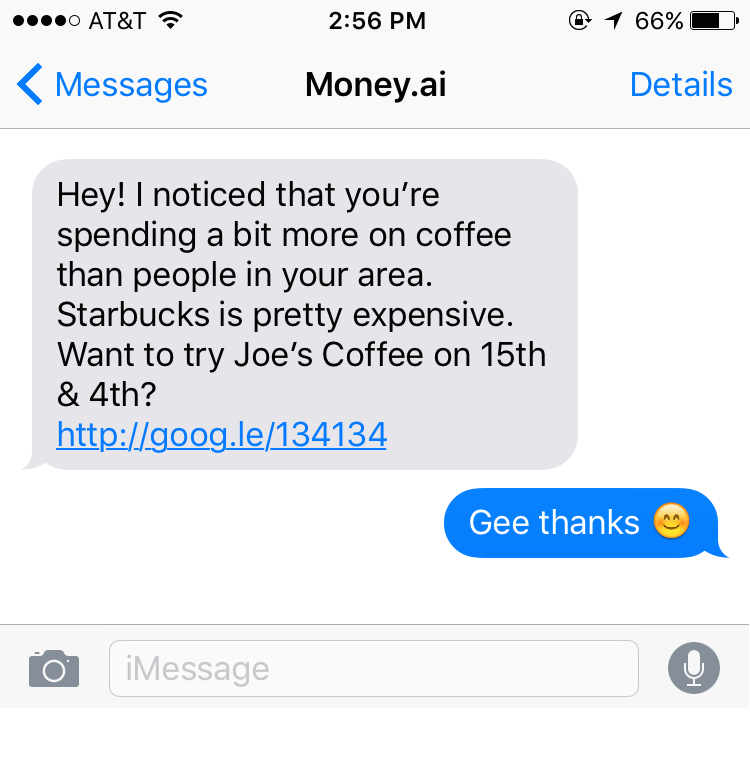 AT&T 2:56 PM 66%
Messages Money.ai Details
Hey! I noticed that you’re
spending a bit more on coffee
than people in your area.
Starbucks is pretty expensive.
Want to try Joe’s Coffee on 15th
& 4th?
http://goog.le/134134
Gee thanks 😊
iMessage